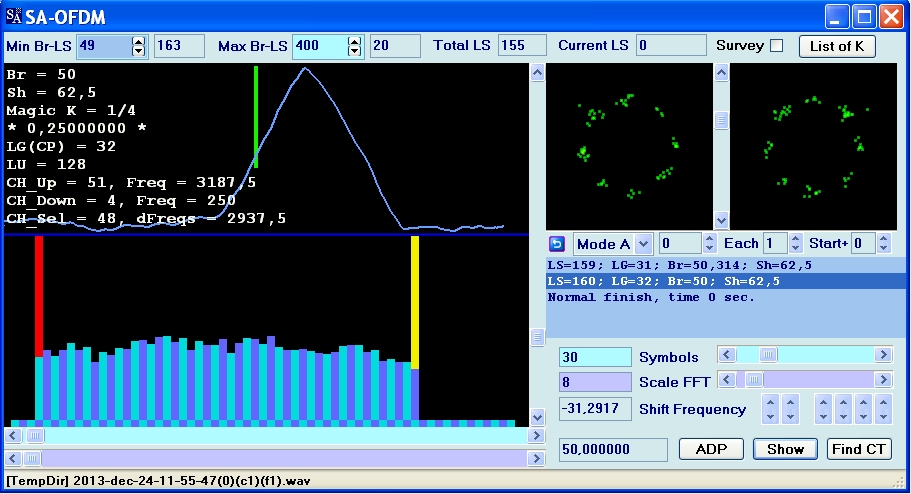 SA SA-OFDM
Min Br-LS 49 163 Max Br-LS 400 20 Total LS 155 Current LS 0 Survey List of K
Br = 50
Sh = 62,5
Magic K = 1/4
* 0,25000000 *
LG(CP) = 32
LU = 128
CH_Up = 51, Freq = 3187,5
CH_Down = 4, Freq = 250
CH_Sel = 48, dFreqs = 2937,5
Mode A 0 Each 1 Start+ 0
LS=159; LG=31; Br=50,314; Sh=62,5
LS=160; LG=32; Br=50; Sh=62,5
Normal finish, time 0 sec.
30 Symbols
8 Scale FFT
-31,2917 Shift Frequency
50,000000 ADP Show Find CT
[TempDir] 2013-dec-24-11-55-47(0)(c1)(f1).wav